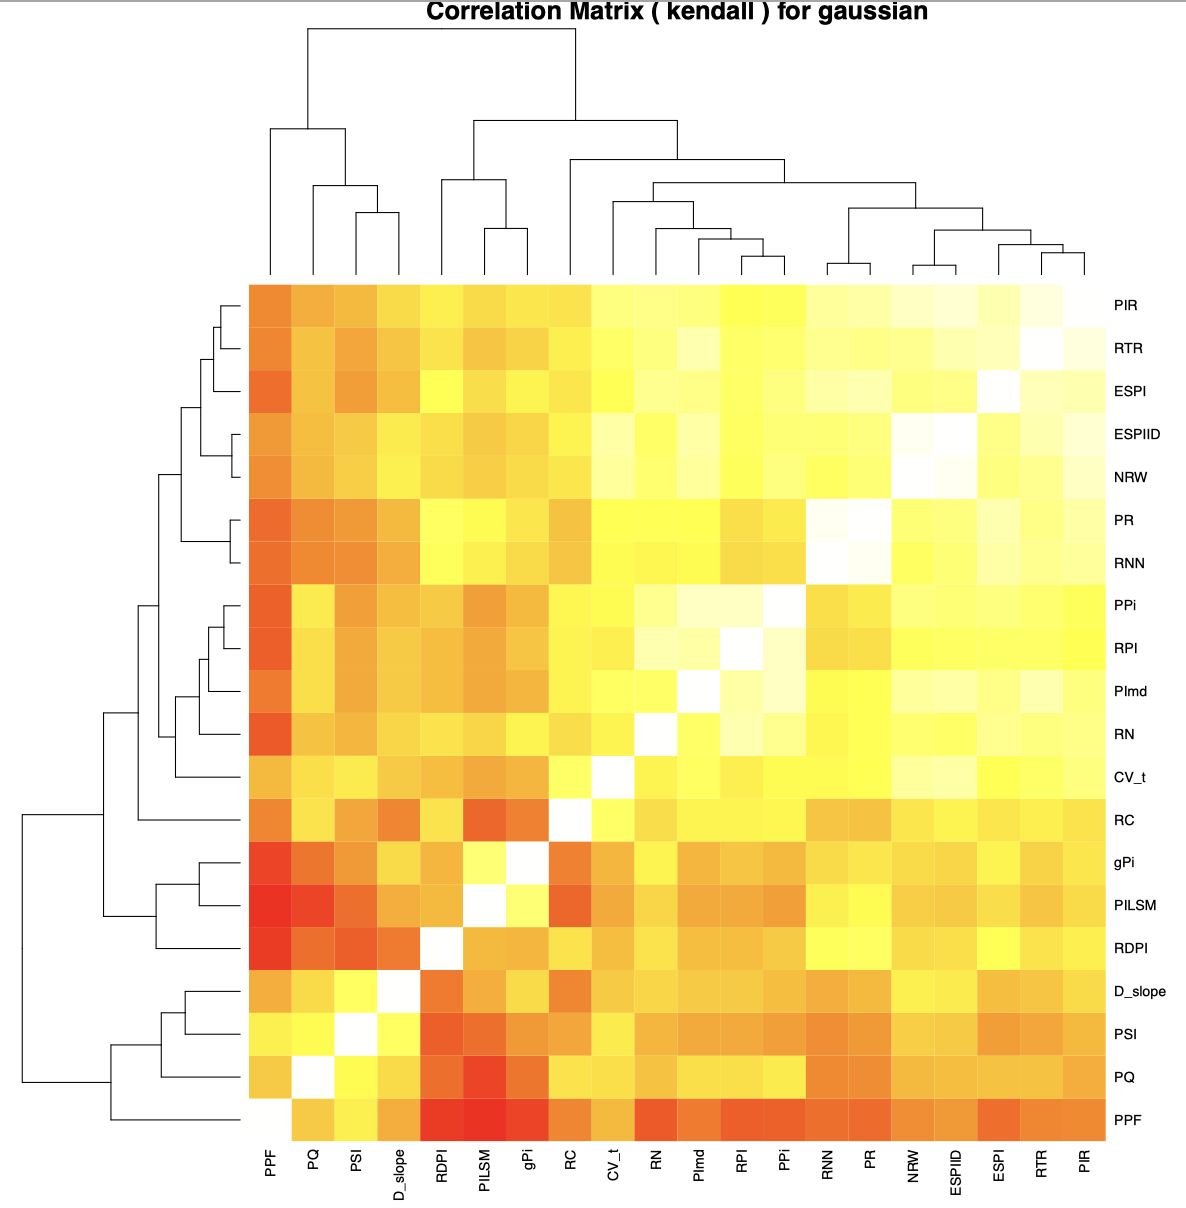 Correlation Matrix ( kendall ) for gaussian
PIR
RTR
ESPI
ESPIID
NRW
PR
RNN
PPi
RPI
PImd
RN
CV_t
RC
gPi
PILSM
RDPI
D_slope
PSI
PQ
PPF
PPF
PQ
PSI
D_slope
RDPI
PILSM
gPi
RC
CV_t
RN
PImd
RPI
PPi
RNN
PR
NRW
ESPIID
ESPI
RTR
PIR